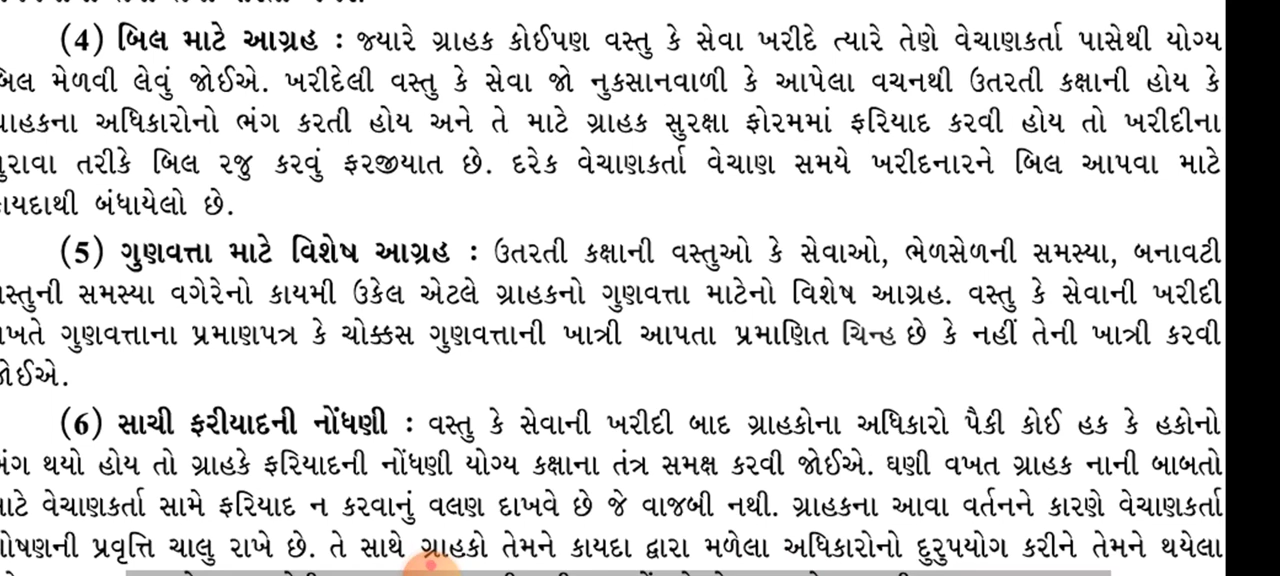 (4) બિલ માટે આગ્રહ : જ્યારે ગ્રાહક કોઈપણ વસ્તુ કે સેવા ખરીદે ત્યારે તેણે વેચાણકર્તા પાસેથી યોગ્ય
બિલ મેળવી લેવું જોઈએ. ખરીદેલી વસ્તુ કે સેવા જો નુકસાનવાળી કે આપેલા વચનથી ઉતરતી કક્ષાની હોય કે
ગ્રાહકના અધિકારોનો ભંગ કરતી હોય અને તે માટે ગ્રાહક સુરક્ષા ફોરમમાં ફરિયાદ કરવી હોય તો ખરીદીના
પુરાવા તરીકે બિલ રજુ કરવું ફરજીયાત છે. દરેક વેચાણકર્તા વેચાણ સમયે ખરીદનારને બિલ આપવા માટે
કાયદાથી બંધાયેલો છે.
(5) ગુણવત્તા માટે વિશેષ આગ્રહ : ઉતરતી કક્ષાની વસ્તુઓ કે સેવાઓ, ભેળસેળની સમસ્યા, બનાવટી
વસ્તુની સમસ્યા વગેરેનો કાયમી ઉકેલ એટલે ગ્રાહકનો ગુણવત્તા માટેનો વિશેષ આગ્રહ. વસ્તુ કે સેવાની ખરીદી
વખતે ગુણવત્તાના પ્રમાણપત્ર કે ચોક્કસ ગુણવત્તાની ખાત્રી આપતા પ્રમાણિત ચિન્હ છે કે નહીં તેની ખાત્રી કરવી
જોઈએ.
(6) સાચી ફરીયાદની નોંધણી : વસ્તુ કે સેવાની ખરીદી બાદ ગ્રાહકોના અધિકારો પૈકી કોઈ હક કે હકોનો
ભંગ થયો હોય તો ગ્રાહકે ફરિયાદની નોંધણી યોગ્ય કક્ષાના તંત્ર સમક્ષ કરવી જોઈએ. ઘણી વખત ગ્રાહક નાની બાબતો
માટે વેચાણકર્તા સામે ફરિયાદ ન કરવાનું વલણ દાખવે છે જે વાજબી નથી. ગ્રાહકના આવા વર્તનને કારણે વેચાણકર્તા
શોષણની પ્રવૃત્તિ ચાલુ રાખે છે. તે સાથે ગ્રાહકો તેમને કાયદા દ્વારા મળેલા અધિકારોનો દુરુપયોગ કરીને તેમને થયેલા